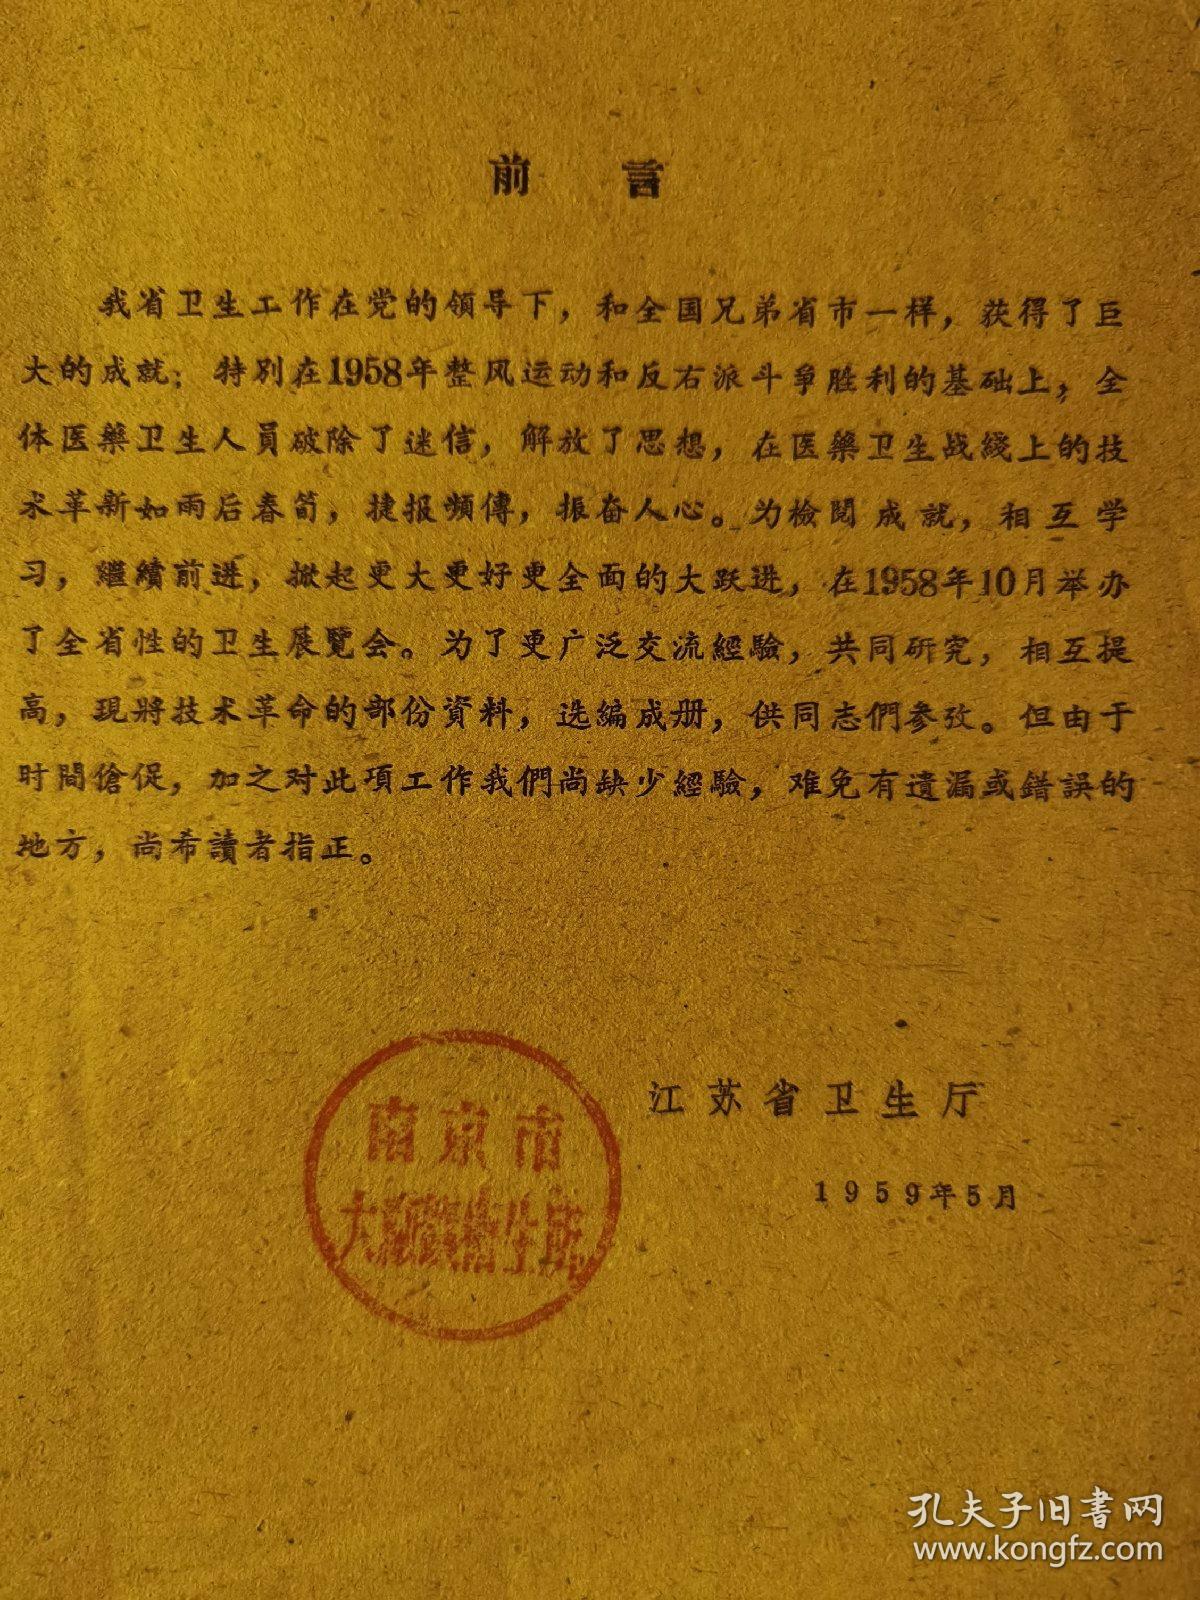 前言
我省卫生工作在党的領导下，和全国兄弟省市一样，获得了巨
大的成就；特别在1958年整风运动和反右派斗爭胜利的基础上，全
体医藥卫生人員破除了迷信，解放了思想，在医藥卫生战綫上的技
术革新如雨后春筍，捷报頻傳，振奋人心。为檢閱成就，相互学
习，繼續前进，掀起更大更好更全面的大跃进，在1958年10月举办
了全省性的卫生展覽会。为了更广泛交流經驗，共同研究，相互提
高，現將技术革命的部份資料，选編成册，供同志們参攷。但由于
时間傖促，加之对此項工作我們尚缺少經驗，难免有遺漏或錯誤的
地方，尚希讀者指正。
江苏省卫生厅
1959年5月
南京市
大
生
孔夫子旧书网
www.kongfz.com